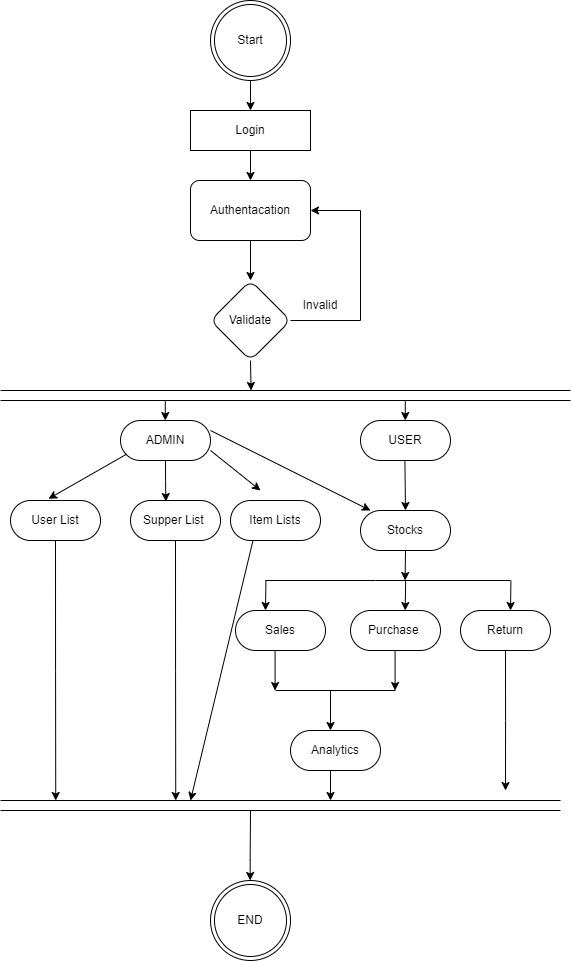 Start
Login
Authentacation
Invalid
Validate
ADMIN
USER
User List
Supper List
Item Lists
Stocks
Sales
Purchase
Return
Analytics
END